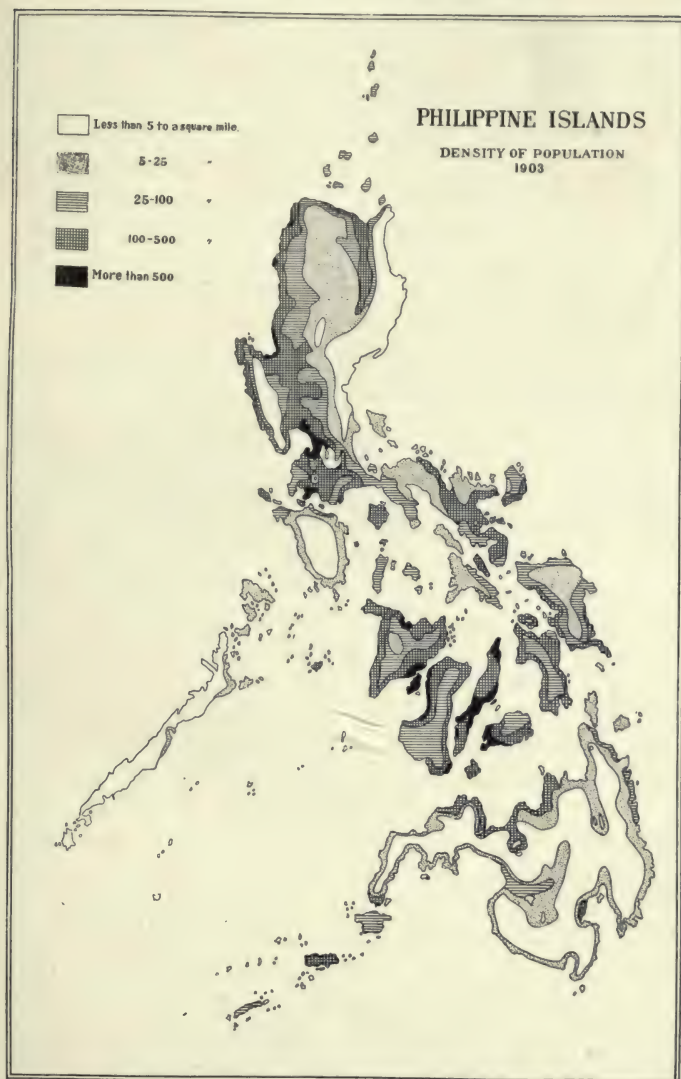 PHILIPPINE ISLANDS
DENSITY OF POPULATION
1903
Less than 5 to a square mile.
5-25 "
25-100 "
100-500 "
More than 500